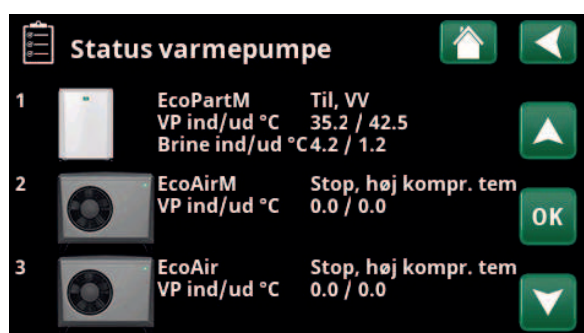 Status varmepumpe
1 EcoPartM Til, VV
VP ind/ud °C 35.2 / 42.5
Brine ind/ud °C 4.2 / 1.2
2 EcoAirM Stop, høj kompr. tem
VP ind/ud °C 0.0 / 0.0
OK
3 EcoAir Stop, høj kompr. tem
VP ind/ud °C 0.0 / 0.0